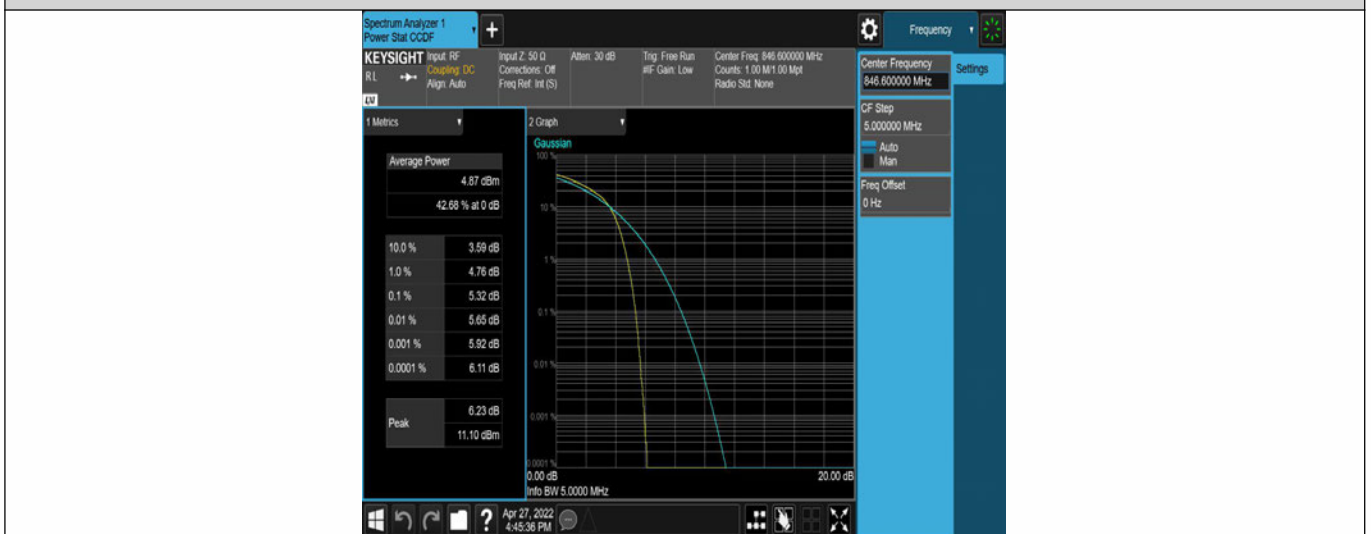 Spectrum Analyzer 1
Power Stat CCDF
Frequency
KEYSIGHT
R L
Input: RF
Coupling: DC
Align: Auto
Input Z: 50 Ω
Corrections: Off
Freq Ref: Int (S)
Atten: 30 dB
Trig: Free Run
#IF Gain: Low
Center Freq: 846.600000 MHz
Counts: 1.00 M/1.00 Mpt
Radio Std: None
Center Frequency
846.600000 MHz
Settings
CF Step
5.000000 MHz
Auto
Man
Freq Offset
0 Hz
1 Metrics
Average Power
4.87 dBm
42.68 % at 0 dB
10.0 % 3.59 dB
1.0 % 4.76 dB
0.1 % 5.32 dB
0.01 % 5.65 dB
0.001 % 5.92 dB
0.0001 % 6.11 dB
Peak
6.23 dB
11.10 dBm
2 Graph
Gaussian
100 %
10 %
1 %
0.1 %
0.01 %
0.001 %
0.0001 %
0.00 dB 20.00 dB
Info BW 5.0000 MHz
?
Apr 27, 2022
4:45:36 PM